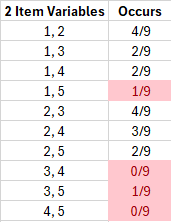 2 Item Variables Occurs
1, 2 4/9
1, 3 2/9
1, 4 2/9
1, 5 1/9
2, 3 4/9
2, 4 3/9
2, 5 2/9
3, 4 0/9
3, 5 1/9
4, 5 0/9